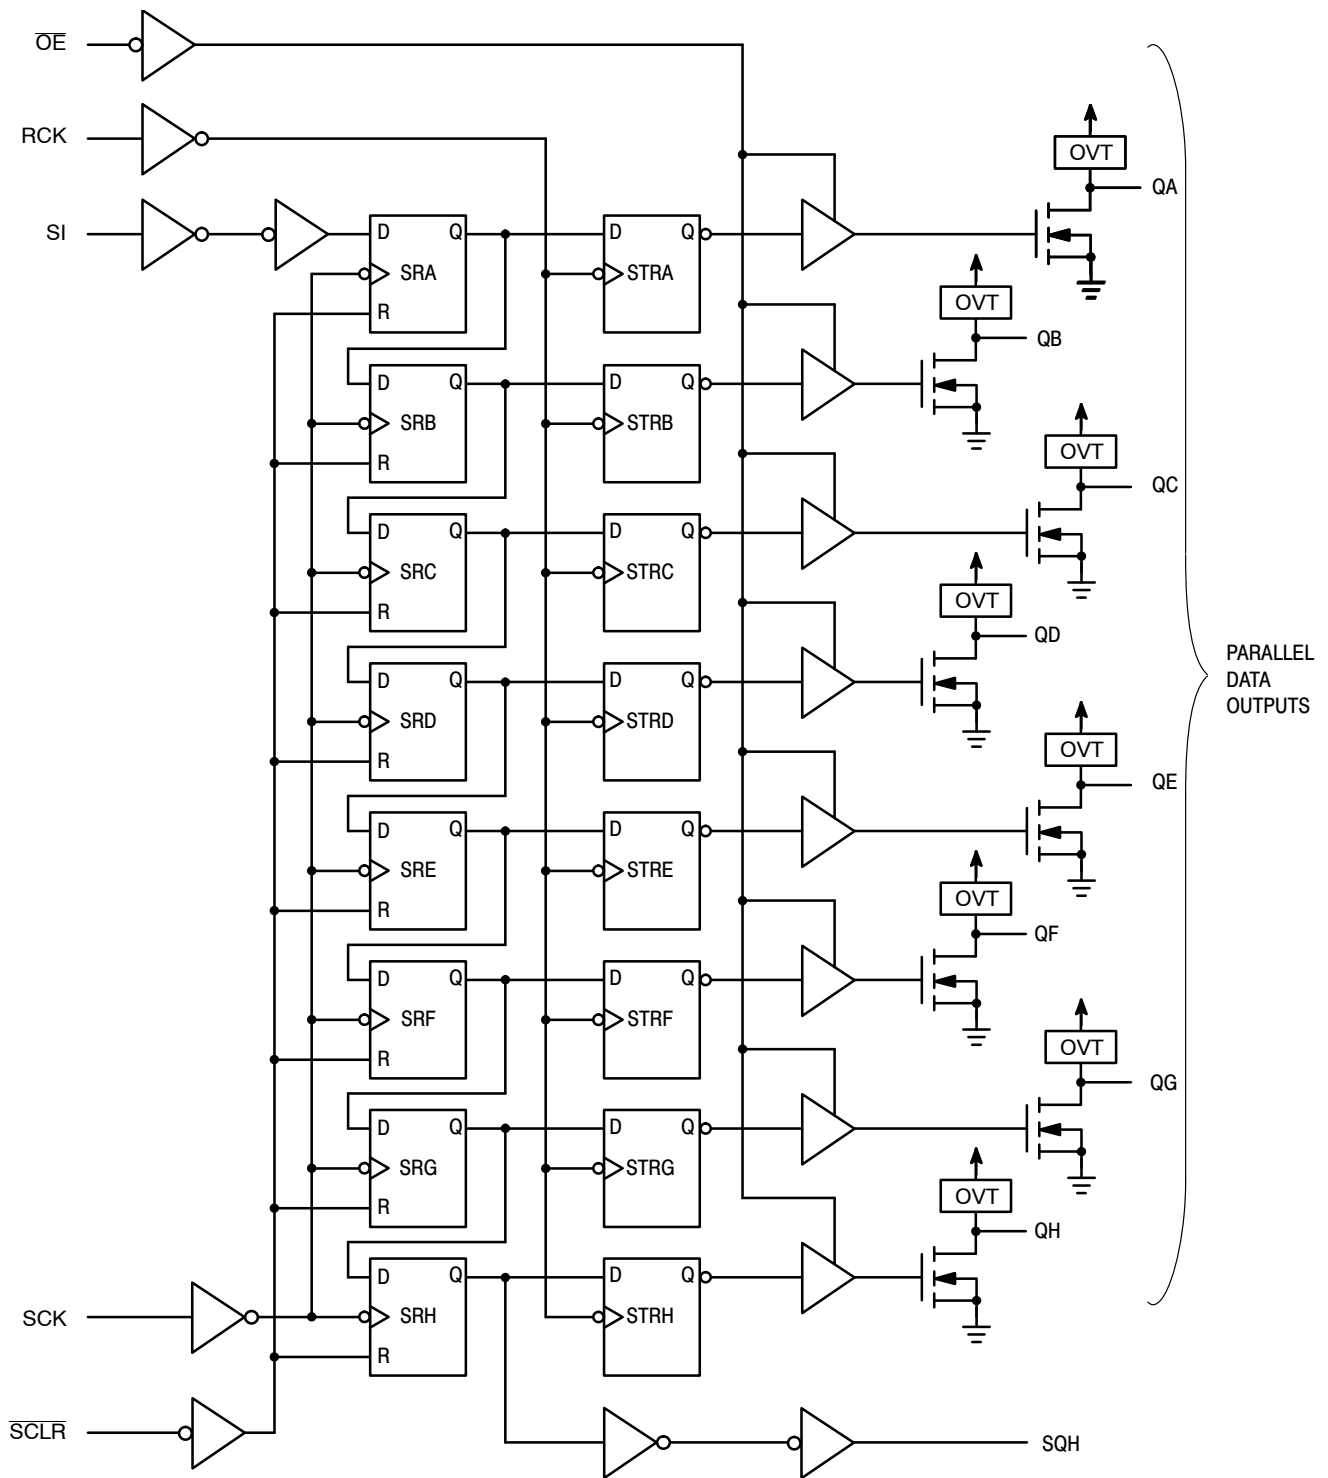 O̅E̅
RCK
SI
D Q
SRA
R
D Q
STRA
OVT
QA
D Q
SRB
R
D Q
STRB
OVT
QB
D Q
SRC
R
D Q
STRC
OVT
QC
D Q
SRD
R
D Q
STRD
OVT
QD
D Q
SRE
R
D Q
STRE
OVT
QE
D Q
SRF
R
D Q
STRF
OVT
QF
D Q
SRG
R
D Q
STRG
OVT
QG
D Q
SRH
R
D Q
STRH
OVT
QH
PARALLEL
DATA
OUTPUTS
SCK
S̅C̅L̅R̅
SQH